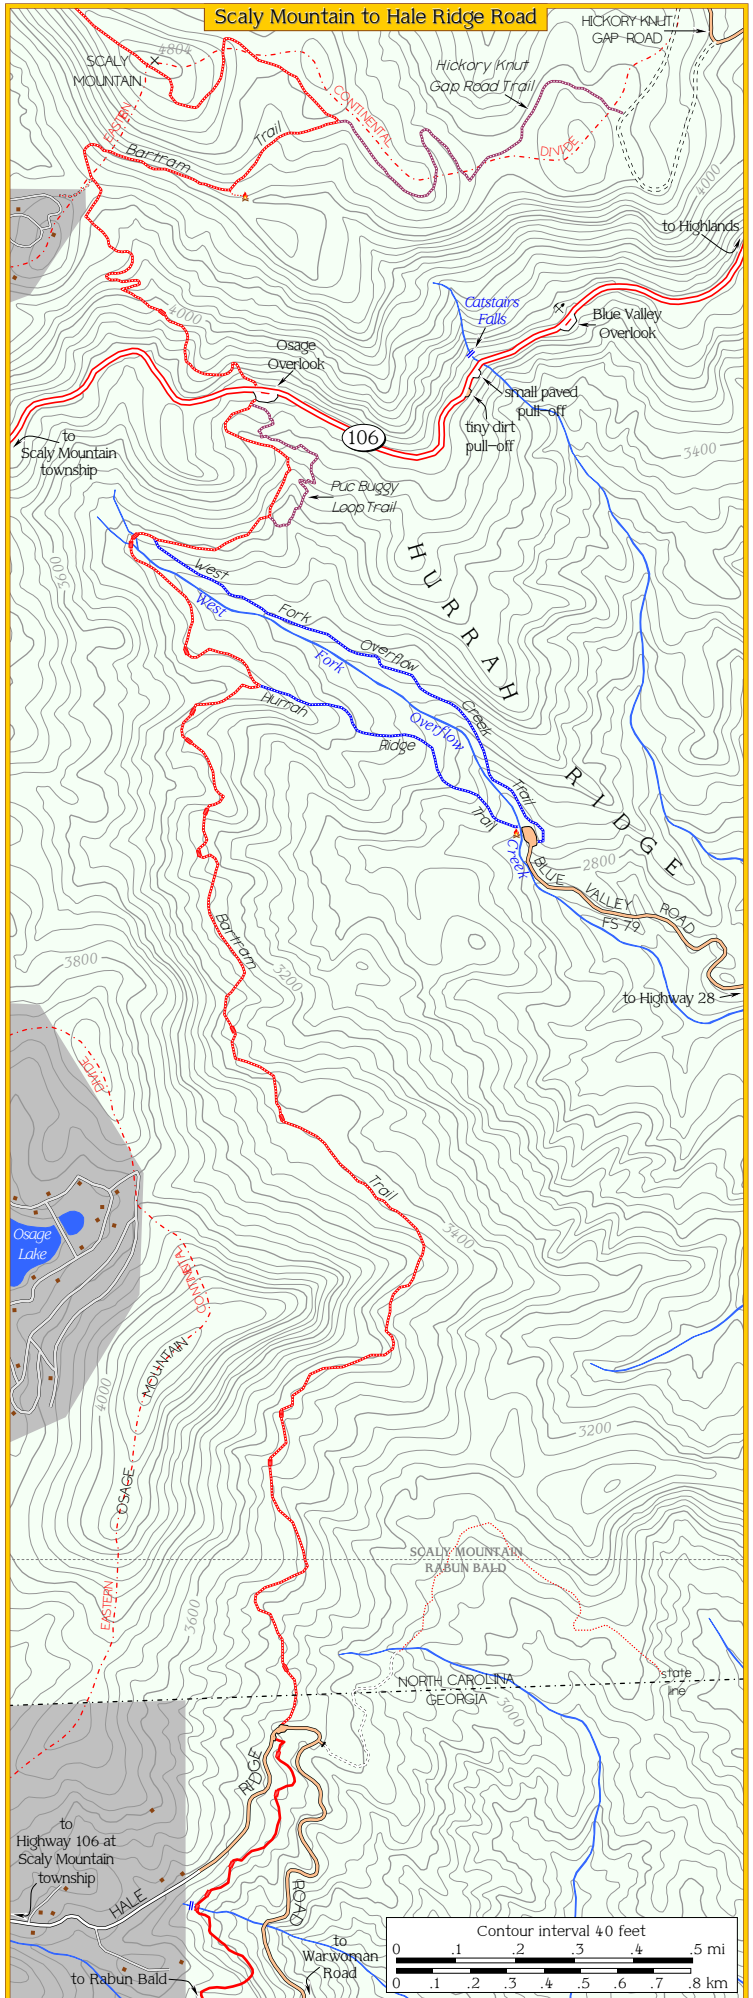 Scaly Mountain to Hale Ridge Road
HICKORY KNUT
GAP ROAD
4804
SCALY
MOUNTAIN
Hickory Knut
Gap Road Trail
EASTERN
CONTINENTAL
DIVIDE
Bartram
Trail
4000
to Highlands
4000
Catstairs
Falls
Blue Valley
Overlook
Osage
Overlook
small paved
pull-off
tiny dirt
pull-off
106
to
Scaly Mountain
township
3400
Puc Buggy
Loop Trail
3600
HURRAH
RIDGE
West
Fork
Overflow
Creek
Trail
West
Fork
Overflow
Creek
Hurrah
Ridge
Trail
2800
BLUE
VALLEY
ROAD
FS 79
to Highway 28
Bartram
3800
3200
DIVIDE
Trail
3400
Osage
Lake
CONTINENTAL
MOUNTAIN
4000
3200
OSAGE
SCALY MOUNTAIN
RABUN BALD
EASTERN
3600
NORTH CAROLINA
GEORGIA
state
line
3000
RIDGE
to
Highway 106 at
Scaly Mountain
township
HALE
ROAD
to
Warwoman
Road
to Rabun Bald
Contour interval 40 feet
0 .1 .2 .3 .4 .5 mi
0 .1 .2 .3 .4 .5 .6 .7 .8 km